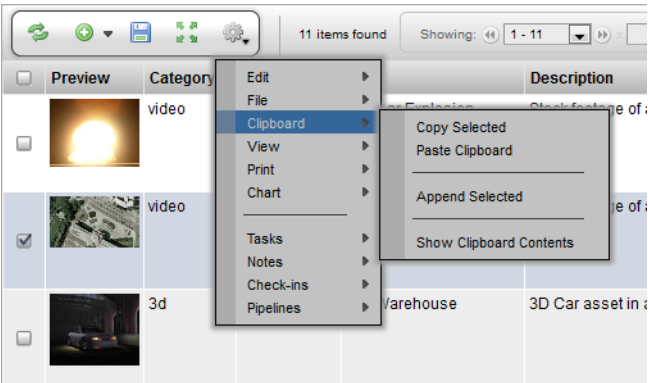 11 items found Showing: 1 - 11
Preview Category Description
Edit
File
video
Clipboard
View
Print
Chart
Copy Selected
Paste Clipboard
Append Selected
Show Clipboard Contents
video
Tasks
Notes
Check-ins
Pipelines
3d
Warehouse 3D Car asset in a